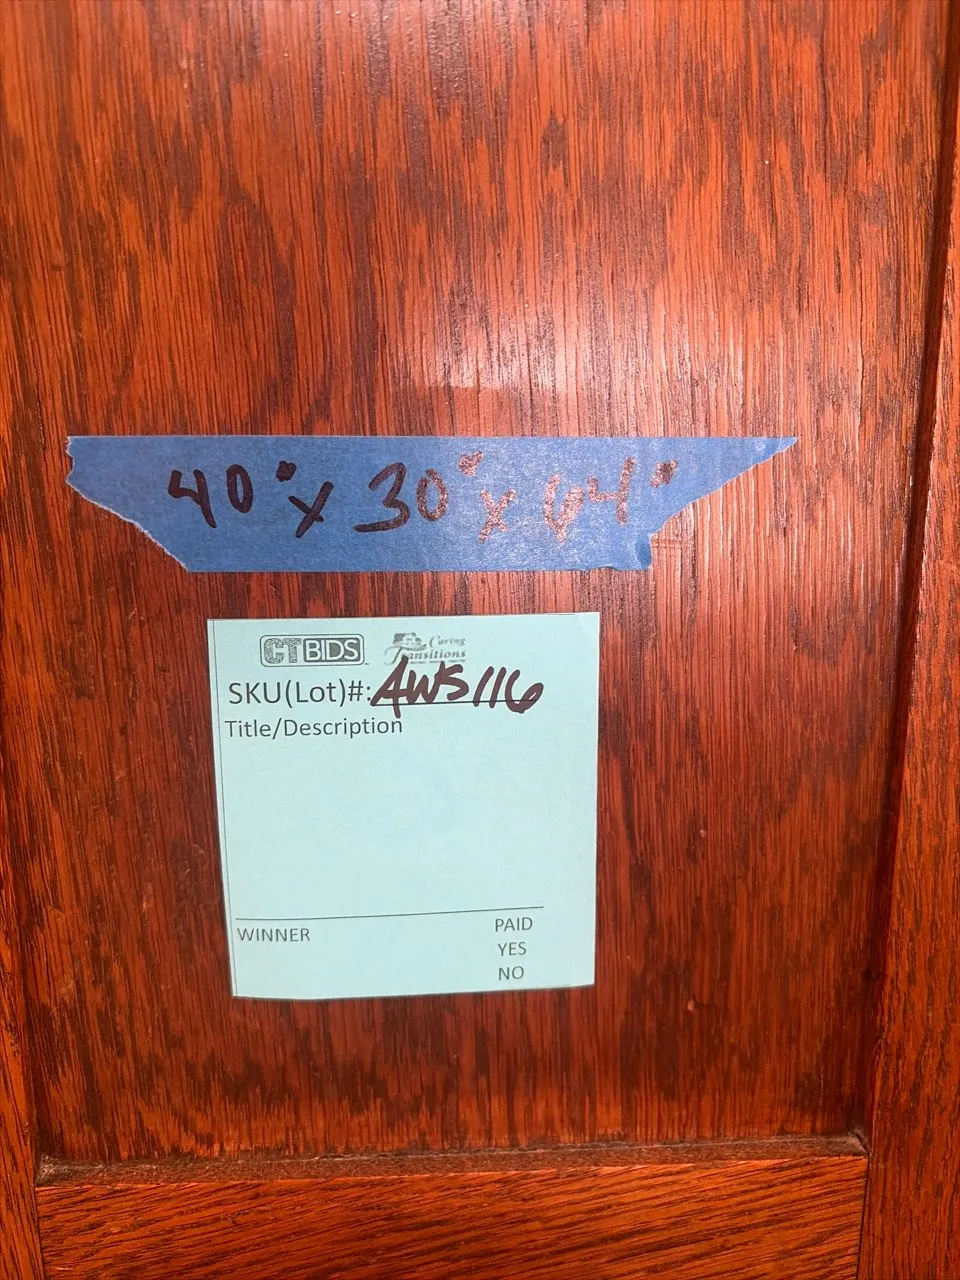 40" x 30" x 64"
CTBIDS Caring Transitions
SKU(Lot)#: AWS116
Title/Description
WINNER PAID
YES
NO